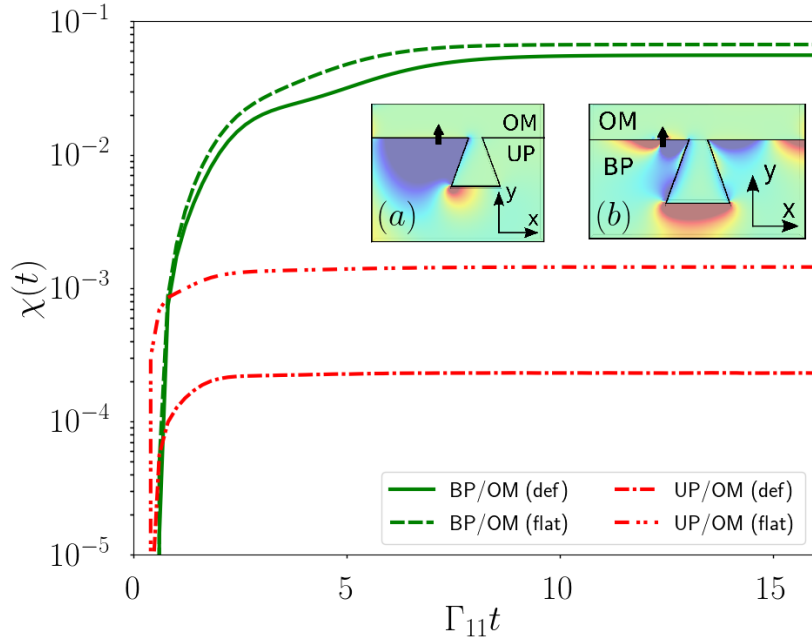 10⁻¹
10⁻²
10⁻³
10⁻⁴
10⁻⁵
χ(t)
OM
UP
(a)
y
x
OM
BP
(b)
y
x
BP/OM (def)
BP/OM (flat)
UP/OM (def)
UP/OM (flat)
0 5 10 15
Γ₁₁t